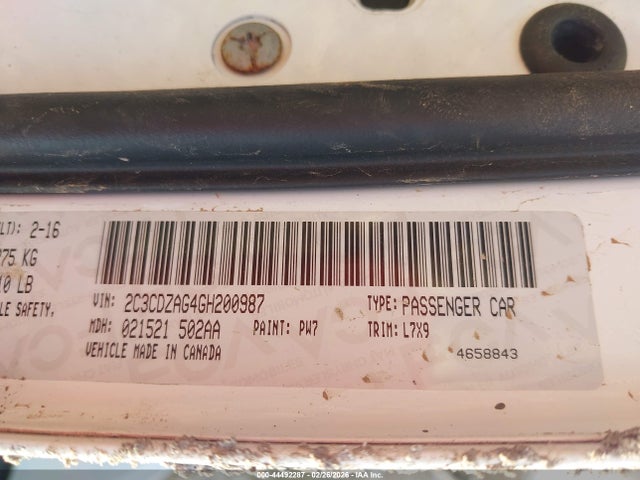 LT): 2-16
75 KG
0 LB
LE SAFETY,
VIN: 2C3CDZAG4GH200987 TYPE: PASSENGER CAR
MDH: 021521 502AA PAINT: PW7 TRIM: L7X9
VEHICLE MADE IN CANADA 4658843
000-44492287 - 02/26/2026 - IAA Inc.